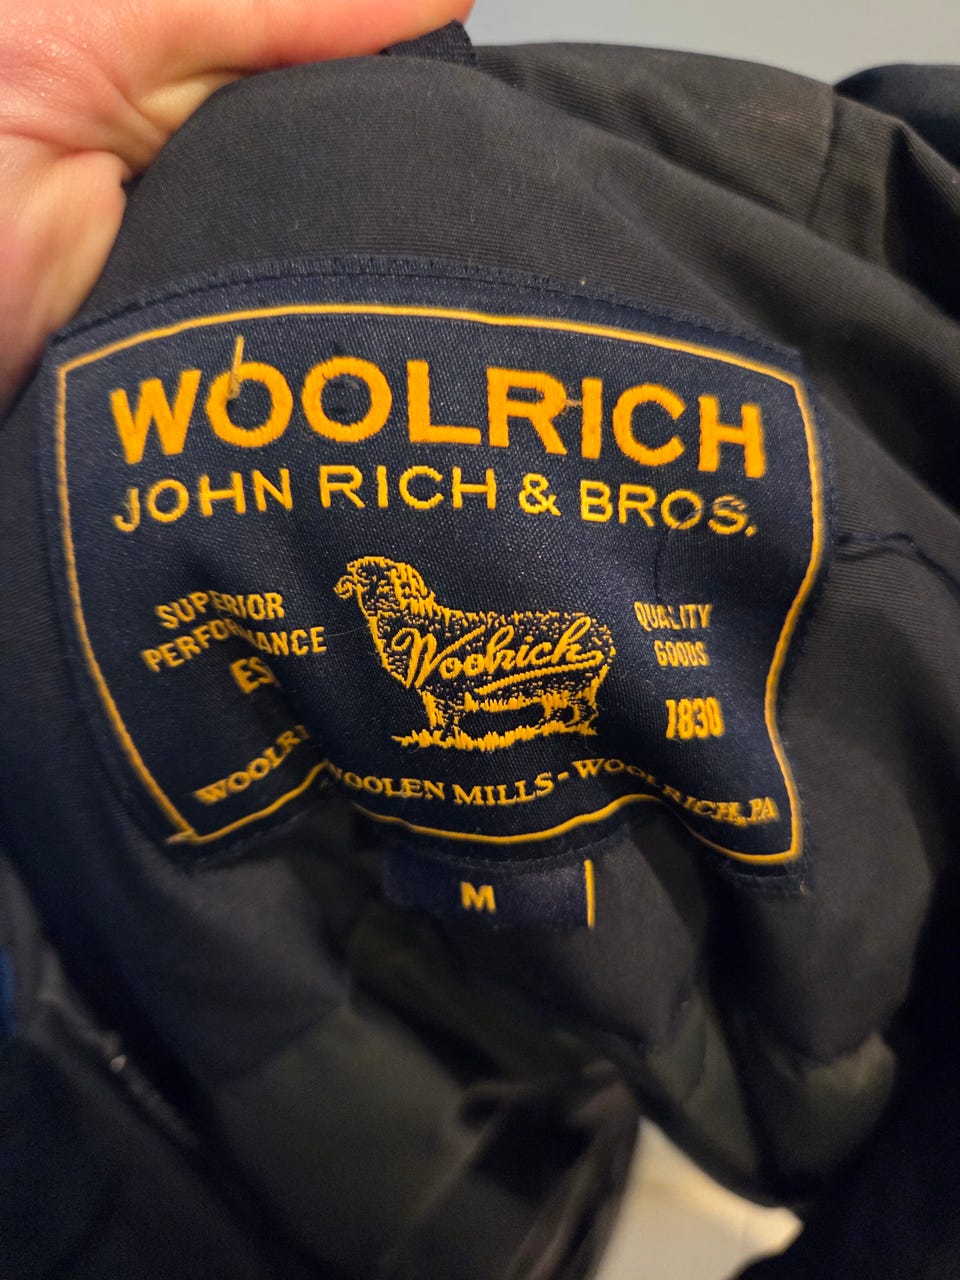 WOOLRICH
JOHN RICH & BROS.
SUPERIOR
PERFORMANCE
QUALITY
GOODS
1830
Woolrich
WOOLEN MILLS - WOOLRICH, PA
M